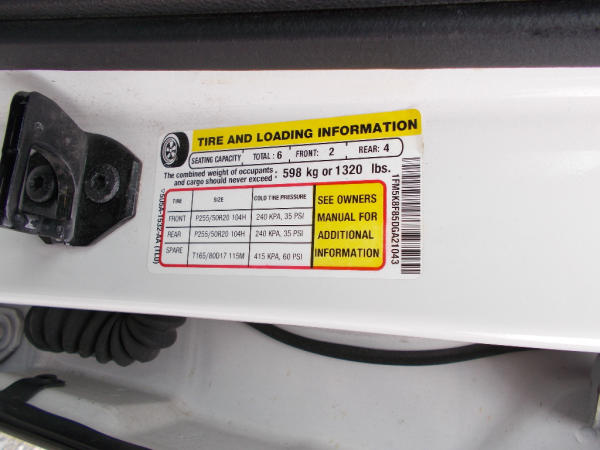 TIRE AND LOADING INFORMATION
SEATING CAPACITY TOTAL: 6 FRONT: 2 REAR: 4
The combined weight of occupants and cargo should never exceed : 598 kg or 1320 lbs.
TIRE SIZE COLD TIRE PRESSURE
FRONT P255/50R20 104H 240 KPA, 35 PSI
REAR P255/50R20 104H 240 KPA, 35 PSI
SPARE T165/80D17 115M 415 KPA, 60 PSI
SEE OWNERS
MANUAL FOR
ADDITIONAL
INFORMATION
1FM5K8F85DGA21043